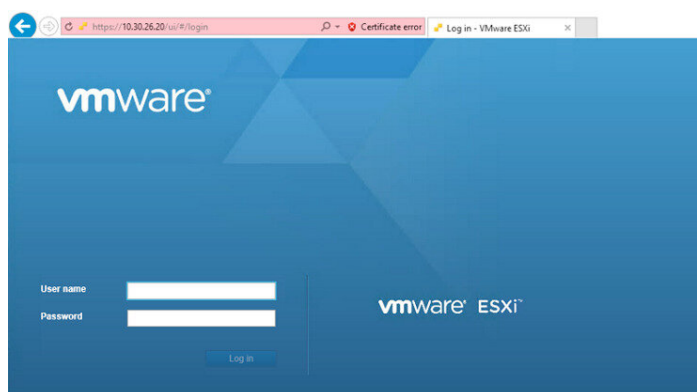 https://10.30.26.20/ui/#/login Certificate error Log in - VMware ESXi
vmware®
User name
Password
Log in
vmware® ESXi™